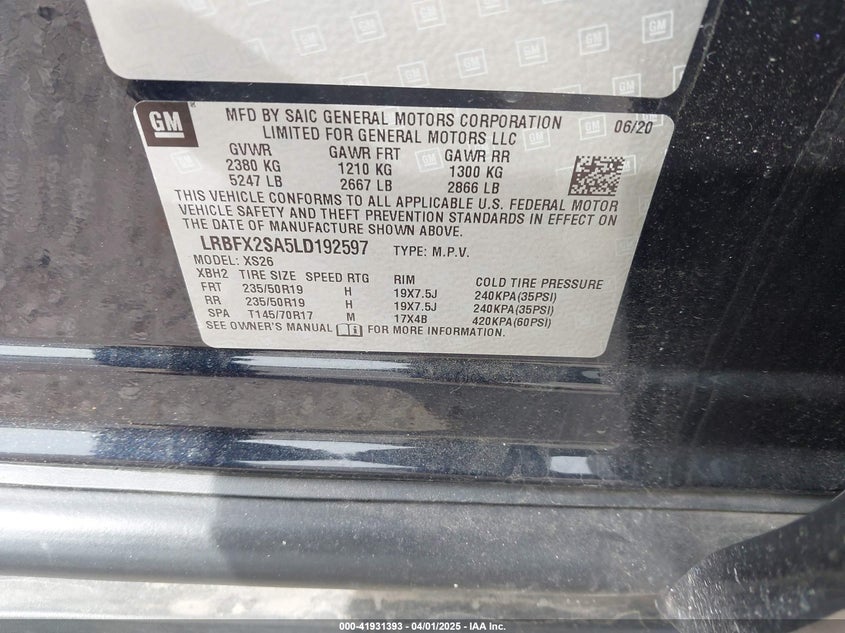 GM
MFD BY SAIC GENERAL MOTORS CORPORATION
LIMITED FOR GENERAL MOTORS LLC
06/20
GVWR GAWR FRT GAWR RR
2380 KG 1210 KG 1300 KG
5247 LB 2667 LB 2866 LB
THIS VEHICLE CONFORMS TO ALL APPLICABLE U.S. FEDERAL MOTOR
VEHICLE SAFETY AND THEFT PREVENTION STANDARDS IN EFFECT ON
THE DATE OF MANUFACTURE SHOWN ABOVE.
LRBFX2SA5LD192597 TYPE: M.P.V.
MODEL: XS26
XBH2 TIRE SIZE SPEED RTG RIM COLD TIRE PRESSURE
FRT 235/50R19 H 19X7.5J 240KPA(35PSI)
RR 235/50R19 H 19X7.5J 240KPA(35PSI)
SPA T145/70R17 M 17X4B 420KPA(60PSI)
SEE OWNER'S MANUAL FOR MORE INFORMATION.
000-41931393 - 04/01/2025 - IAA Inc.